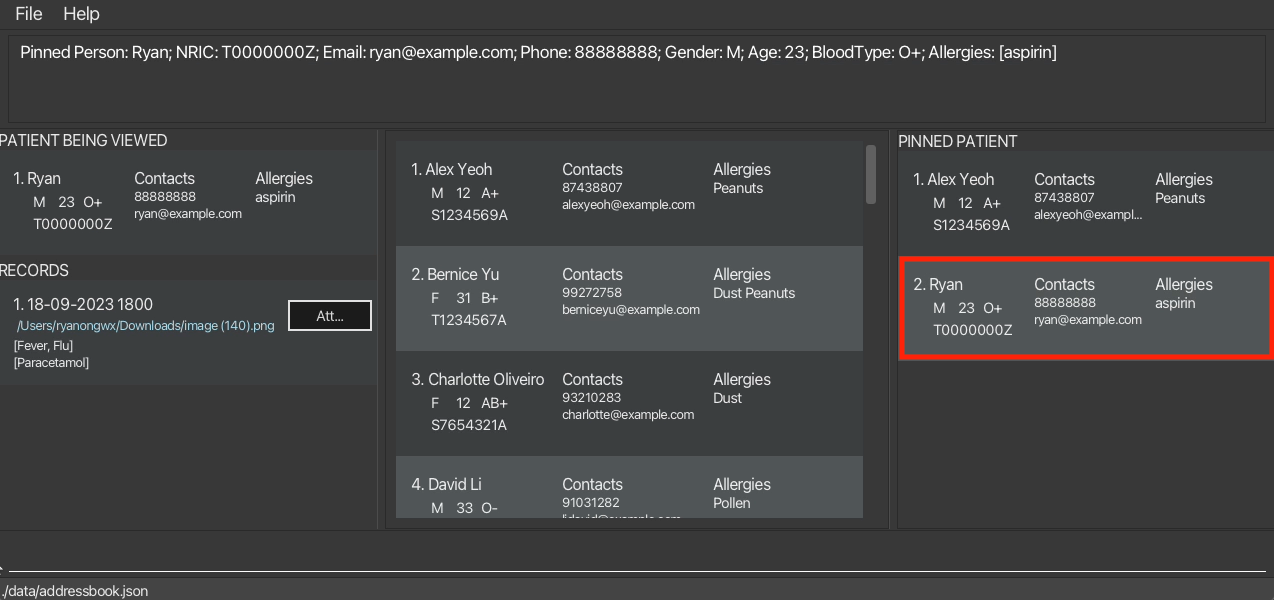 File Help
Pinned Person: Ryan; NRIC: T0000000Z; Email: ryan@example.com; Phone: 88888888; Gender: M; Age: 23; BloodType: O+; Allergies: [aspirin]
PATIENT BEING VIEWED
1. Ryan Contacts Allergies
88888888 aspirin
M 23 O+
ryan@example.com
T0000000Z
RECORDS
1. 18-09-2023 1800
/Users/ryanongwx/Downloads/image (140).png
Att...
[Fever, Flu]
[Paracetamol]
1. Alex Yeoh Contacts Allergies
87438807 Peanuts
M 12 A+
alexyeoh@example.com
S1234569A
2. Bernice Yu Contacts Allergies
99272758 Dust Peanuts
F 31 B+
berniceyu@example.com
T1234567A
3. Charlotte Oliveiro Contacts Allergies
93210283 Dust
F 12 AB+
charlotte@example.com
S7654321A
4. David Li Contacts Allergies
91031282 Pollen
M 33 O-
PINNED PATIENT
1. Alex Yeoh Contacts Allergies
87438807 Peanuts
M 12 A+
alexyeoh@exampl...
S1234569A
2. Ryan Contacts Allergies
88888888 aspirin
M 23 O+
ryan@example.com
T0000000Z
./data/addressbook.json